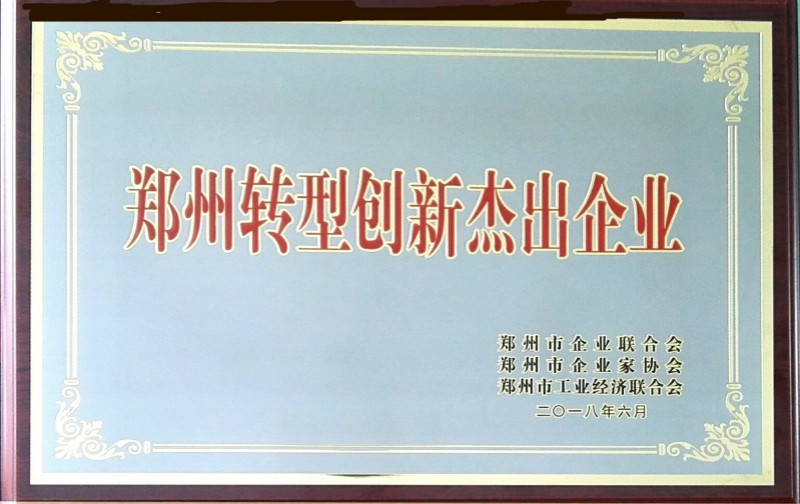 郑州转型创新杰出企业
郑州市企业联合会
郑州市企业家协会
郑州市工业经济联合会
二〇一八年六月